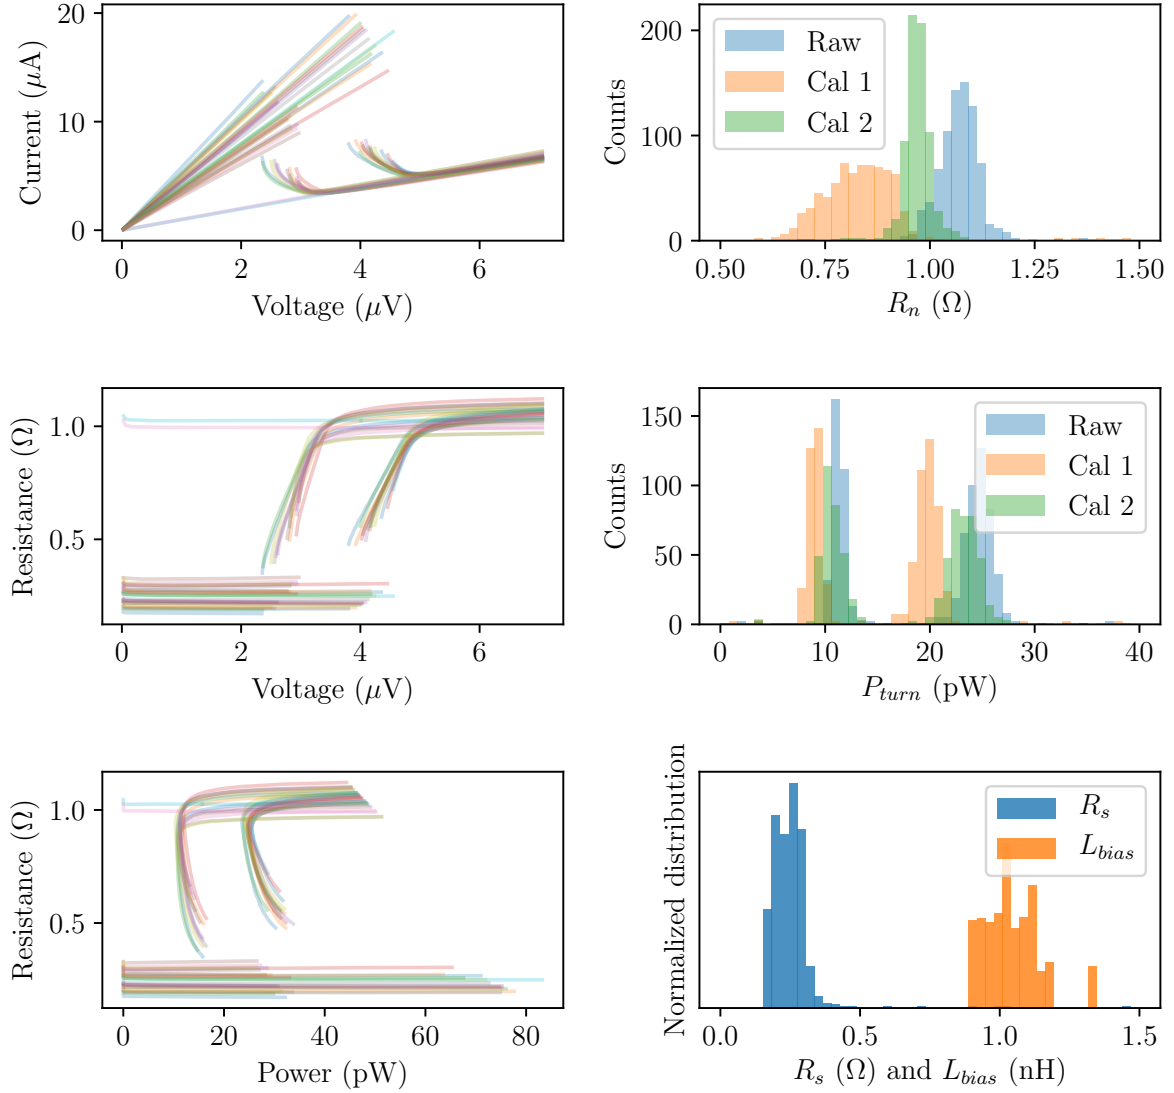 20
10
0
Current (μA)
0 2 4 6
Voltage (μV)
200
100
0
Counts
Raw
Cal 1
Cal 2
0.50 0.75 1.00 1.25 1.50
R_n (Ω)
1.0
0.5
Resistance (Ω)
0 2 4 6
Voltage (μV)
150
100
50
0
Counts
Raw
Cal 1
Cal 2
0 10 20 30 40
P_turn (pW)
1.0
0.5
Resistance (Ω)
0 20 40 60 80
Power (pW)
Normalized distribution
R_s
L_bias
0.0 0.5 1.0 1.5
R_s (Ω) and L_bias (nH)